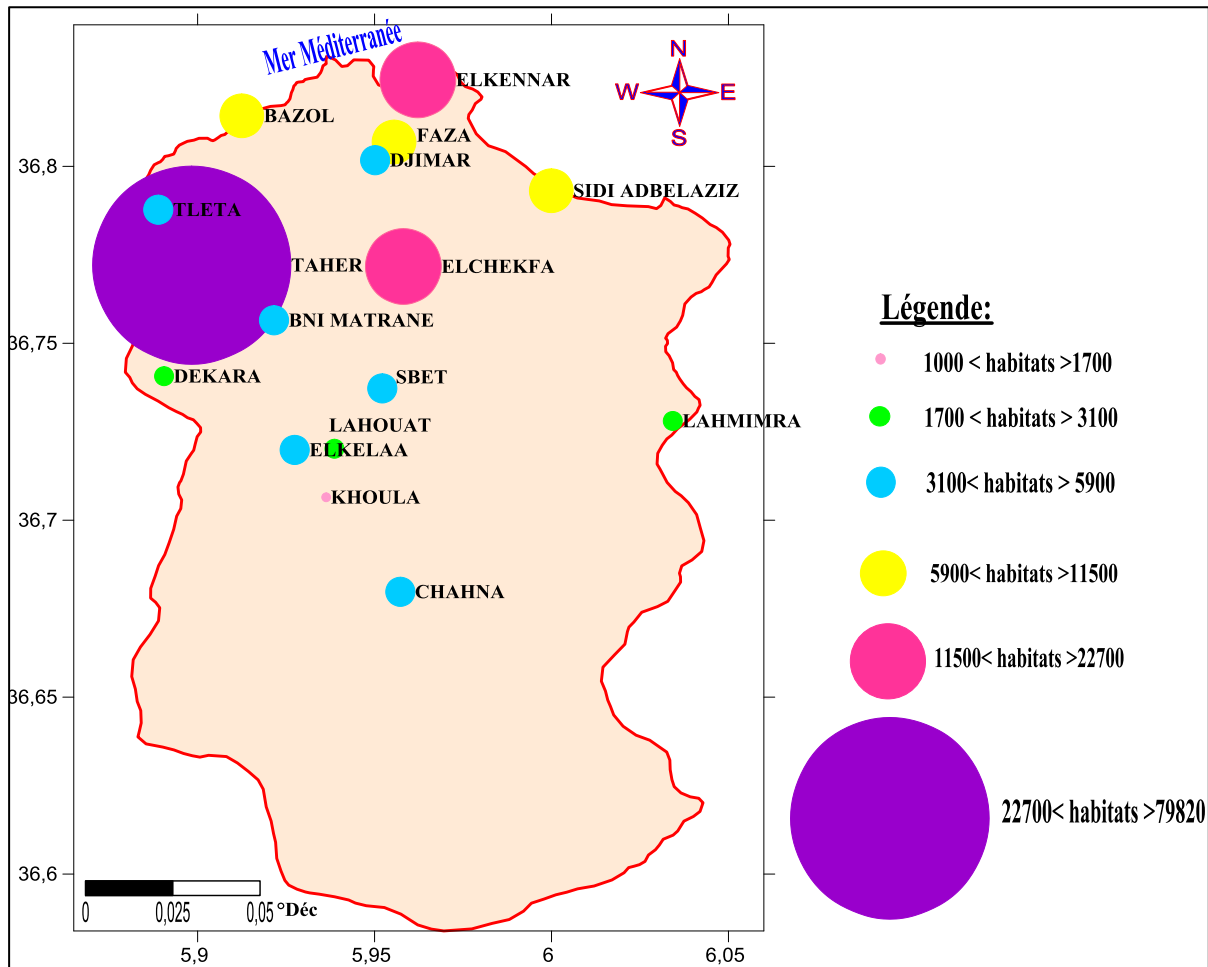 Mer Méditerranée
N
W
E
S
ELKENNAR
BAZOL
FAZA
DJIMAR
SIDI ADBELAZIZ
TLETA
TAHER
ELCHEKFA
BNI MATRANE
DEKARA
SBET
LAHOUAT
LAHMIMRA
ELKELAA
KHOULA
CHAHNA
36,8
36,75
36,7
36,65
36,6
0
0,025
0,05
°Déc
5,9
5,95
6
6,05
Légende:
1000 < habitats >1700
1700 < habitats > 3100
3100< habitats > 5900
5900< habitats >11500
11500< habitats >22700
22700< habitats >79820